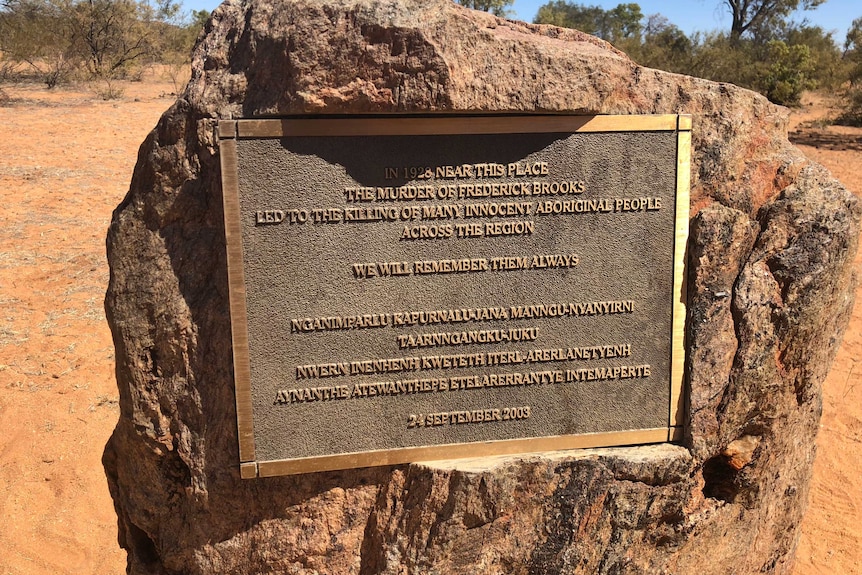 IN 1928 NEAR THIS PLACE
THE MURDER OF FREDERICK BROOKS
LED TO THE KILLING OF MANY INNOCENT ABORIGINAL PEOPLE
ACROSS THE REGION
WE WILL REMEMBER THEM ALWAYS
NGANIMPARLU KAPURNALU-JANA MANNGU-NYANYIRNI
TAARNNGANGKU-JUKU
NWERN INENHENH KWETETH ITERL-ARERLANETYENH
AYNANTHE ATEWANTHEPE ETELARERRANTYE INTEMAPERTE
24 SEPTEMBER 2003